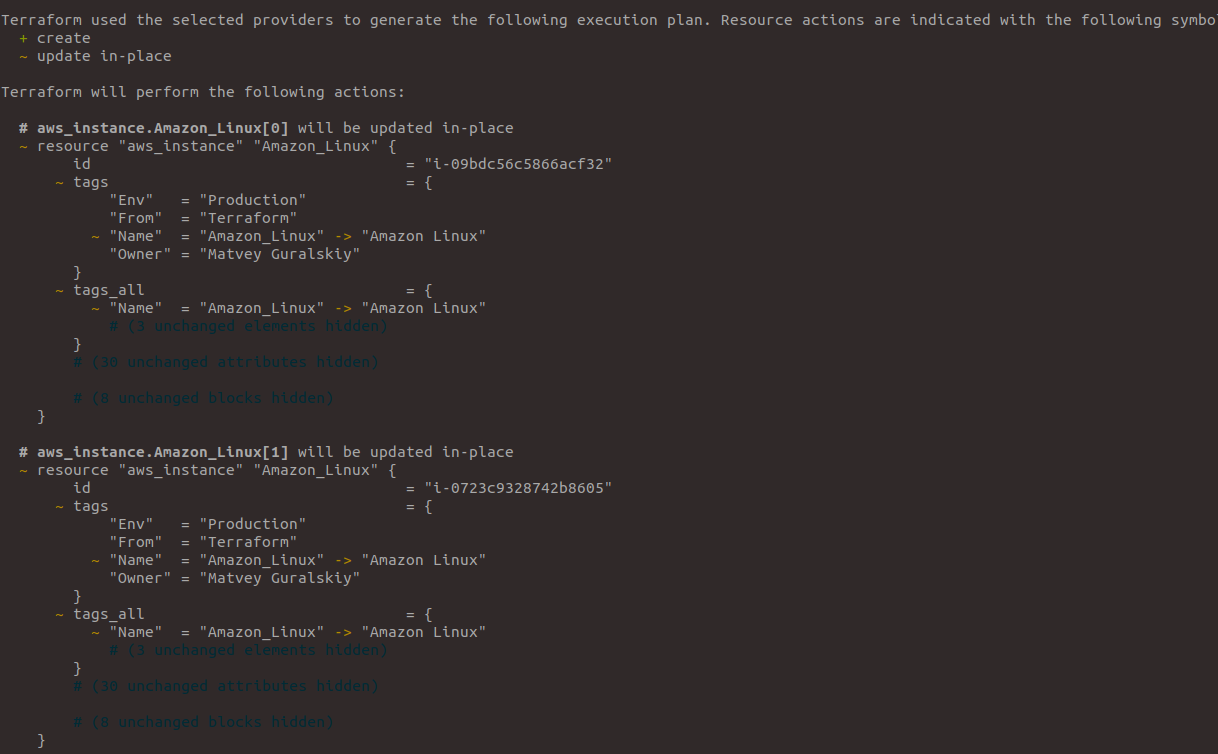 Terraform used the selected providers to generate the following execution plan. Resource actions are indicated with the following symbo
+ create
~ update in-place
Terraform will perform the following actions:
# aws_instance.Amazon_Linux[0] will be updated in-place
~ resource "aws_instance" "Amazon_Linux" {
id = "i-09bdc56c5866acf32"
~ tags = {
"Env" = "Production"
"From" = "Terraform"
~ "Name" = "Amazon_Linux" -> "Amazon Linux"
"Owner" = "Matvey Guralskiy"
}
~ tags_all = {
~ "Name" = "Amazon_Linux" -> "Amazon Linux"
# (3 unchanged elements hidden)
}
# (30 unchanged attributes hidden)
# (8 unchanged blocks hidden)
}
# aws_instance.Amazon_Linux[1] will be updated in-place
~ resource "aws_instance" "Amazon_Linux" {
id = "i-0723c9328742b8605"
~ tags = {
"Env" = "Production"
"From" = "Terraform"
~ "Name" = "Amazon_Linux" -> "Amazon Linux"
"Owner" = "Matvey Guralskiy"
}
~ tags_all = {
~ "Name" = "Amazon_Linux" -> "Amazon Linux"
# (3 unchanged elements hidden)
}
# (30 unchanged attributes hidden)
# (8 unchanged blocks hidden)
}